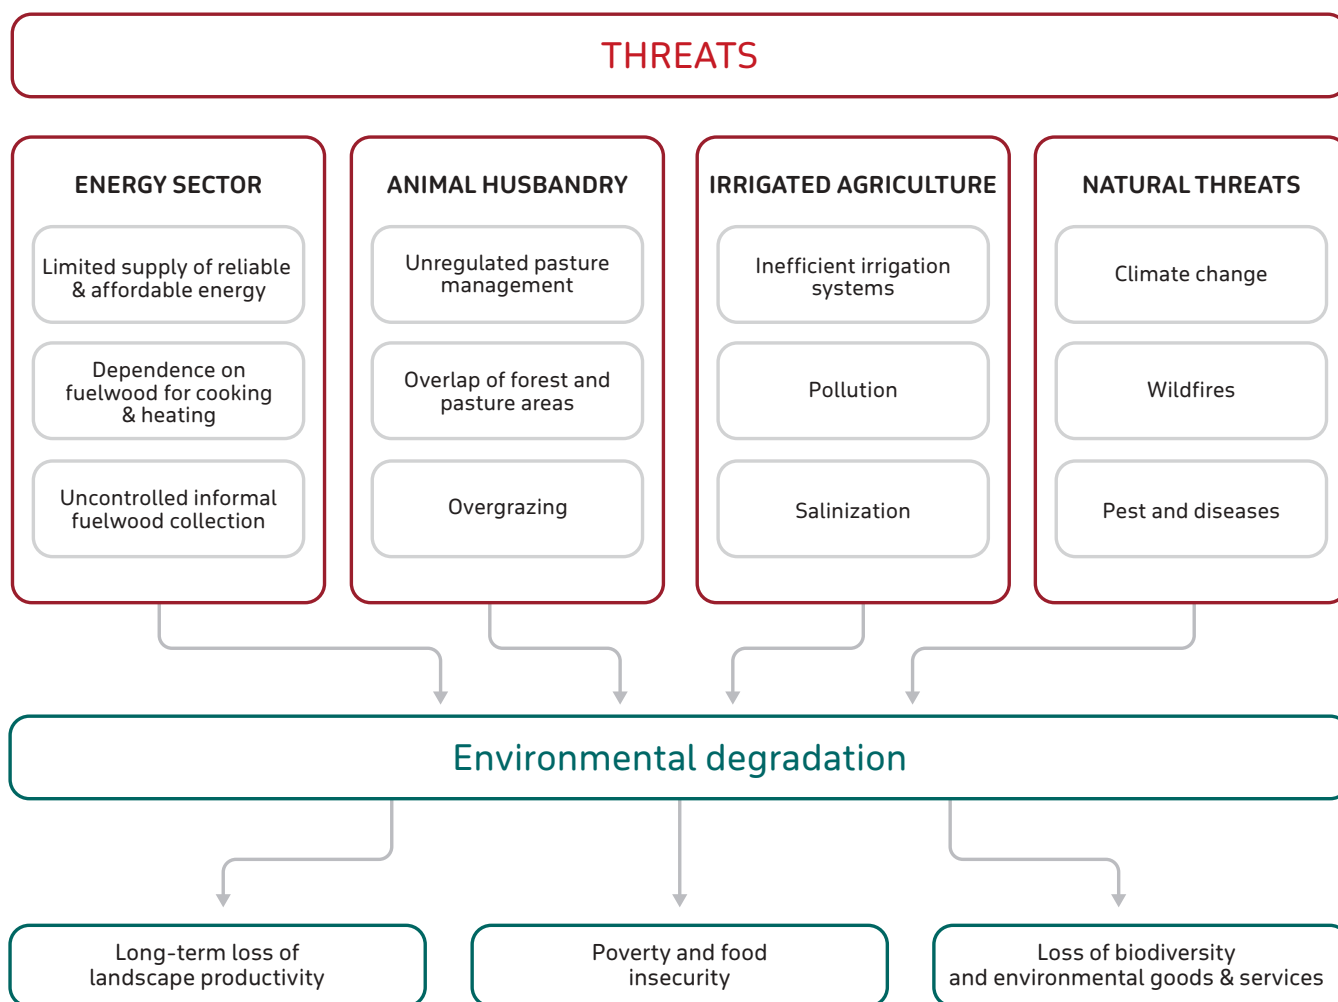 THREATS
ENERGY SECTOR
Limited supply of reliable
& affordable energy
Dependence on
fuelwood for cooking
& heating
Uncontrolled informal
fuelwood collection
ANIMAL HUSBANDRY
Unregulated pasture
management
Overlap of forest and
pasture areas
Overgrazing
IRRIGATED AGRICULTURE
Inefficient irrigation
systems
Pollution
Salinization
NATURAL THREATS
Climate change
Wildfires
Pest and diseases
Environmental degradation
Long-term loss of
landscape productivity
Poverty and food
insecurity
Loss of biodiversity
and environmental goods & services